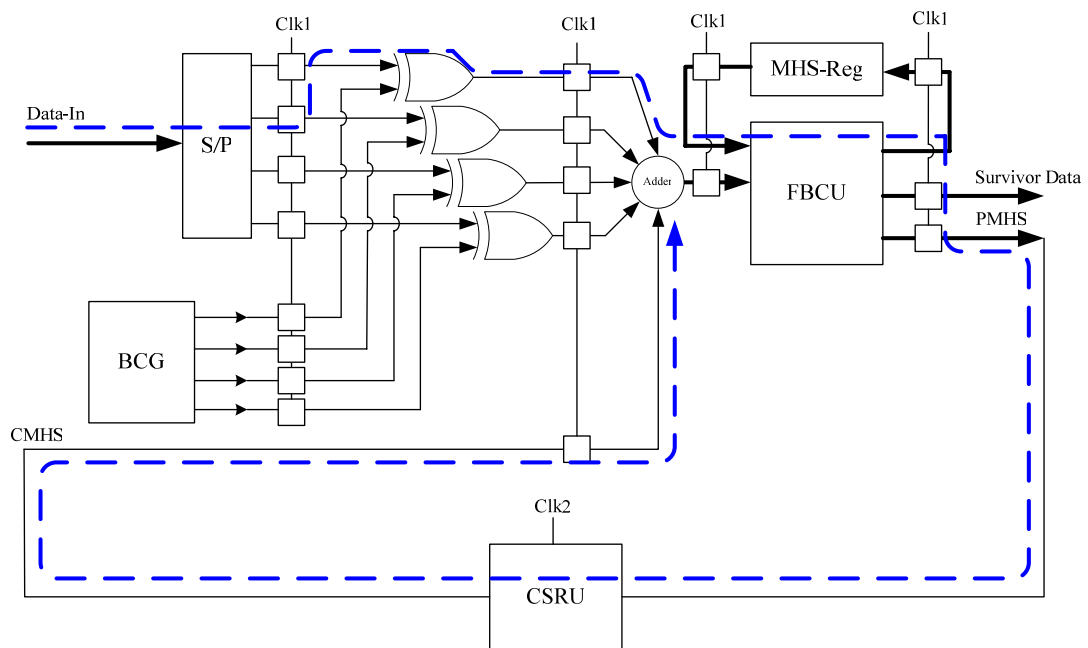 Clk1
Clk1
Clk1
Clk1
Data-In
S/P
MHS-Reg
Adder
FBCU
Survivor Data
PMHS
BCG
CMHS
Clk2
CSRU